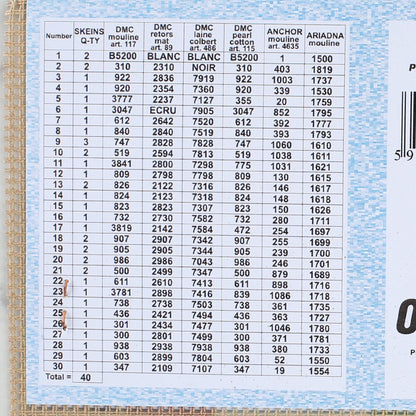 Number SKEINS Q-TY DMC mouline art. 117 DMC retors mat art. 89 DMC laine colbert art. 486 DMC pearl cotton art. 115 ANCHOR mouline art. 4635 ARIADNA mouline
1 2 B5200 BLANC BLANC B5200 1 1500
2 2 310 2310 NOIR 310 403 1819
3 1 922 2836 7919 922 1003 1737
4 1 920 2354 7360 920 339 1530
5 1 3777 2237 7127 355 20 1759
6 1 3047 ECRU 7905 3047 852 1795
7 1 612 2642 7520 612 392 1777
8 1 840 2840 7519 840 393 1793
9 3 747 2828 9828 747 1060 1610
10 2 519 2594 7813 519 1038 1611
11 1 3841 2800 7298 775 1031 1621
12 1 809 2798 7798 809 130 1615
13 2 826 2122 7316 826 146 1617
14 1 824 2123 7318 824 148 1618
15 1 823 2823 7307 823 150 1626
16 1 732 2730 7582 732 280 1711
17 1 3819 2142 7584 472 254 1697
18 2 907 2907 7342 907 255 1699
19 2 905 2905 7344 905 239 1700
20 2 986 2986 7043 986 246 1701
21 2 500 2499 7347 500 879 1689
22 1 611 2610 7413 611 898 1716
23 1 3781 2898 7416 839 1086 1718
24 1 738 2738 7503 738 361 1735
25 1 436 2421 7494 436 363 1727
26 1 301 2434 7477 301 1046 1780
27 1 300 2801 7499 300 371 1781
28 1 938 2938 7938 938 380 1733
29 1 603 2899 7804 603 52 1550
30 1 347 2109 7107 347 19 1554
Total = 40
P
59
P